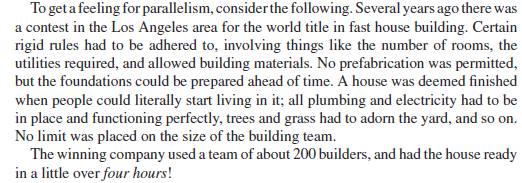 To get a feeling for parallelism, consider the following. Several years ago there was
a contest in the Los Angeles area for the world title in fast house building. Certain
rigid rules had to be adhered to, involving things like the number of rooms, the
utilities required, and allowed building materials. No prefabrication was permitted,
but the foundations could be prepared ahead of time. A house was deemed finished
when people could literally start living in it; all plumbing and electricity had to be
in place and functioning perfectly, trees and grass had to adorn the yard, and so on.
No limit was placed on the size of the building team.
The winning company used a team of about 200 builders, and had the house ready
in a little over four hours!